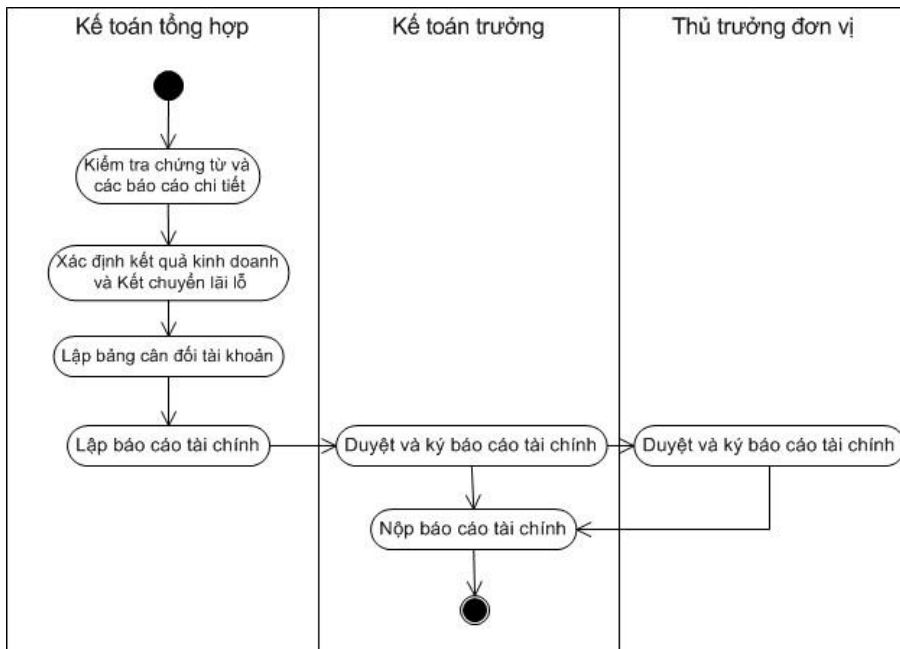 Kế toán tổng hợp
Kế toán trưởng
Thủ trưởng đơn vị
Kiểm tra chứng từ và
các báo cáo chi tiết
Xác định kết quả kinh doanh
và Kết chuyển lãi lỗ
Lập bảng cân đối tài khoản
Lập báo cáo tài chính
Duyệt và ký báo cáo tài chính
Duyệt và ký báo cáo tài chính
Nộp báo cáo tài chính